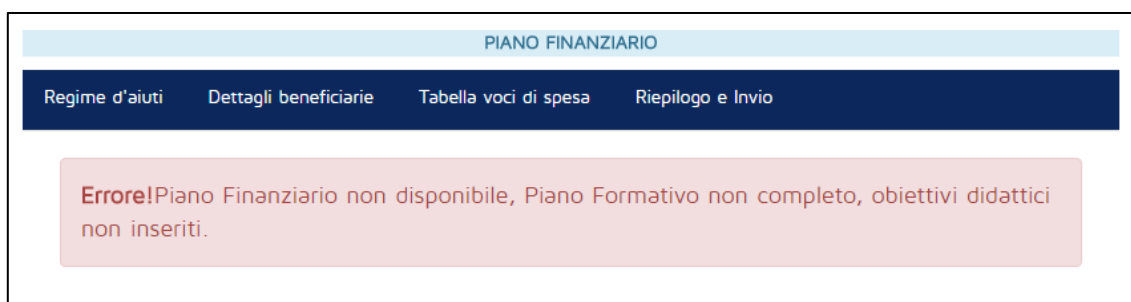 PIANO FINANZIARIO
Regime d'aiuti Dettagli beneficiarie Tabella voci di spesa Riepilogo e Invio
Errore!Piano Finanziario non disponibile, Piano Formativo non completo, obiettivi didattici
non inseriti.